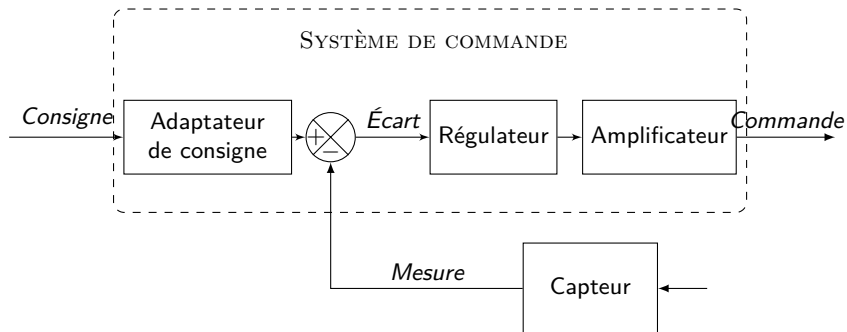 SYSTÈME DE COMMANDE
Consigne
Adaptateur
de consigne
+
−
Écart
Régulateur
Amplificateur
Commande
Mesure
Capteur